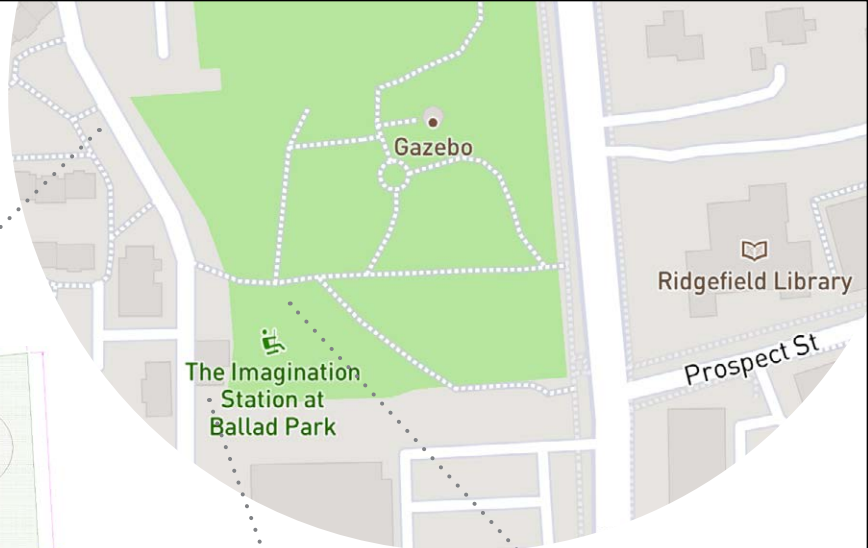 Gazebo
Ridgefield Library
Prospect St
The Imagination
Station at
Ballad Park